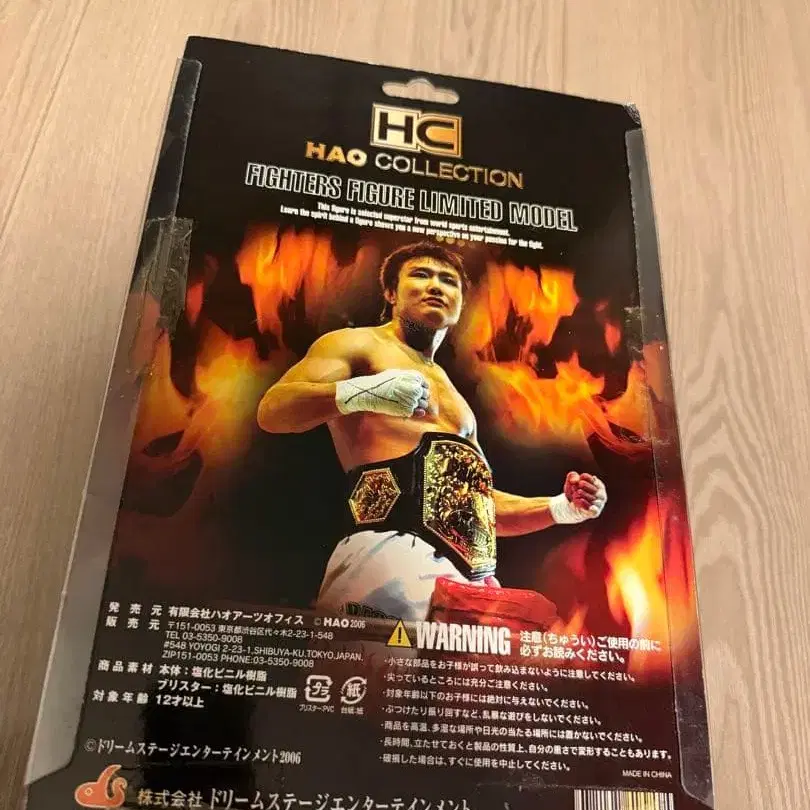 HC
HAO COLLECTION
FIGHTERS FIGURE LIMITED MODEL
This figure is selected superstar from world sports entertainment.
Learn the spirit behind a figure shows you a new perspective on your passion for the fight.
発売元 有限会社ハオアーツオフィス ©HAO2006
販売元 〒151-0053 東京都渋谷区代々木2-23-1-548
TEL 03-5350-9008
#548 YOYOGI 2-23-1,SHIBUYA-KU,TOKYO,JAPAN,
ZIP151-0053 PHONE:03-5350-9008
商品素材 本体:塩化ビニル樹脂
ブリスター:塩化ビニル樹脂
対象年齢 12才以上
プラ
ブリスター:PVC
紙
台紙:紙
WARNING 注意(ちゅうい)ご使用の前に
必ずお読みください。
・小さな部品をお子様が誤って飲み込まないように注意してください。
・尖っているところには充分ご注意ください。
・対象年齢以下のお子様には絶対に与えないでください。
・ぶつけたり振り回すなど、乱暴な遊びをしないでください。
・商品を高温、多湿な場所や日光の当たる場所には置かないでください。
・長時間、立たせておくと製品の性質上、自分の重さで変形することもあります。
・破損した場合は、すぐに使用を中止してください。
MADE IN CHINA
©ドリームステージエンターテインメント2006
株式会社 ドリームステージエンターテインメント